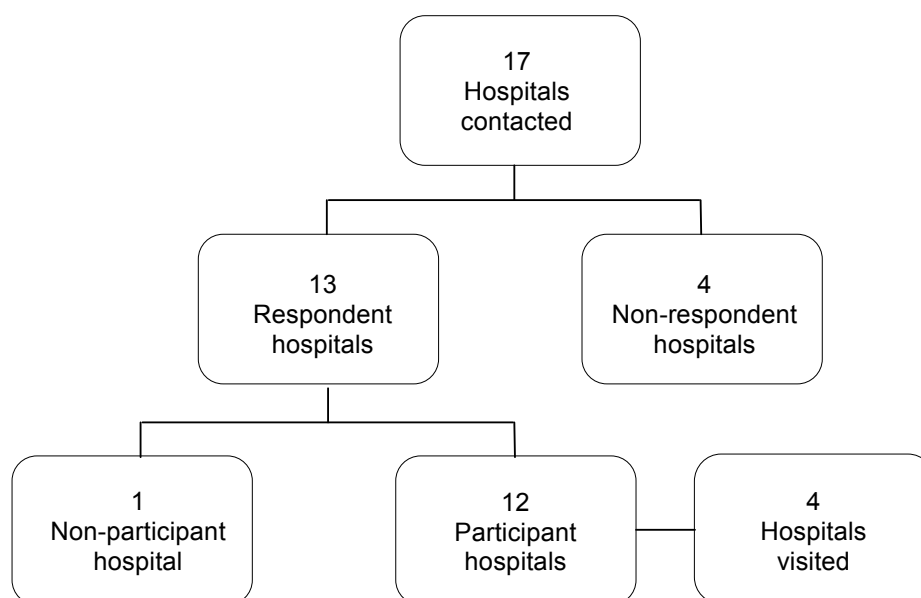 17
Hospitals
contacted
13
Respondent
hospitals
4
Non-respondent
hospitals
1
Non-participant
hospital
12
Participant
hospitals
4
Hospitals
visited